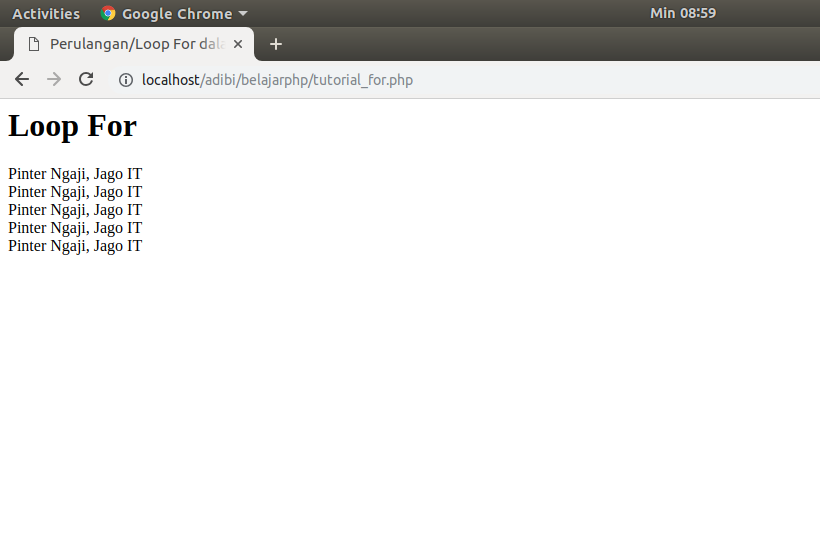 Activities Google Chrome Min 08:59
Perulangan/Loop For dala
localhost/adibi/belajarphp/tutorial_for.php
Loop For
Pinter Ngaji, Jago IT
Pinter Ngaji, Jago IT
Pinter Ngaji, Jago IT
Pinter Ngaji, Jago IT
Pinter Ngaji, Jago IT